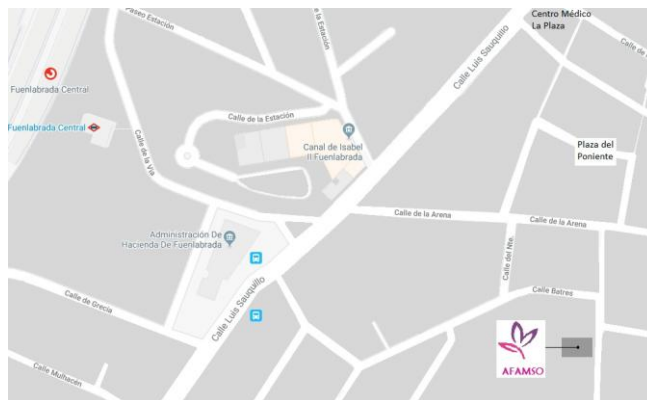 Paseo Estación
de la Estación
Calle Luis Sauquillo
Centro Médico
La Plaza
Calle de
Fuenlabrada Central
Fuenlabrada Central
Calle de la Estación
Canal de Isabel
II Fuenlabrada
Calle de la Vía
Plaza del
Poniente
Calle de la Arena
Calle de la Arena
Administración De
Hacienda De Fuenlabrada
Calle del Nte.
Calle Batres
Calle de Grecia
Calle Luis Sauquillo
AFAMSO
Calle Mulhacén